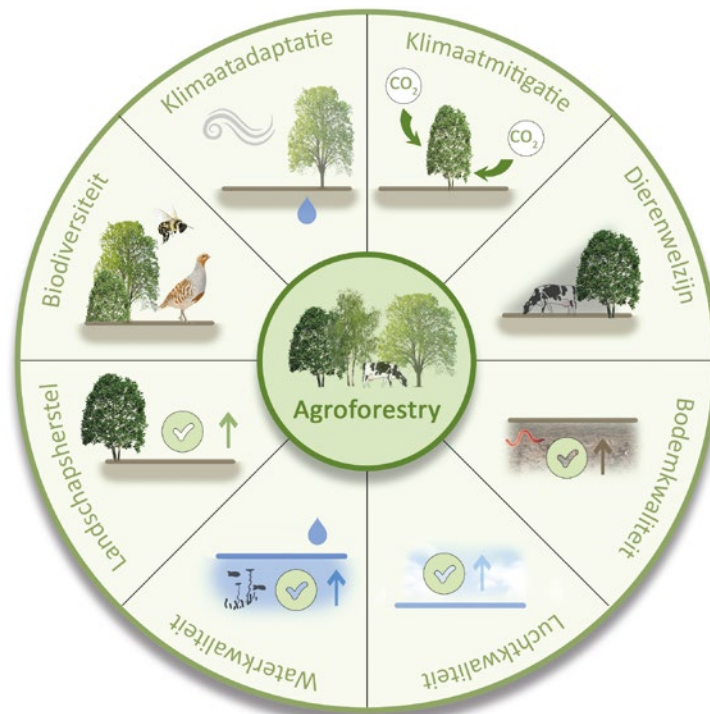 Klimaatadaptatie
Klimaatmitigatie
CO2
CO2
Dierenwelzijn
Bodemkwaliteit
Luchtkwaliteit
Waterkwaliteit
Landschapsherstel
Biodiversiteit
Agroforestry